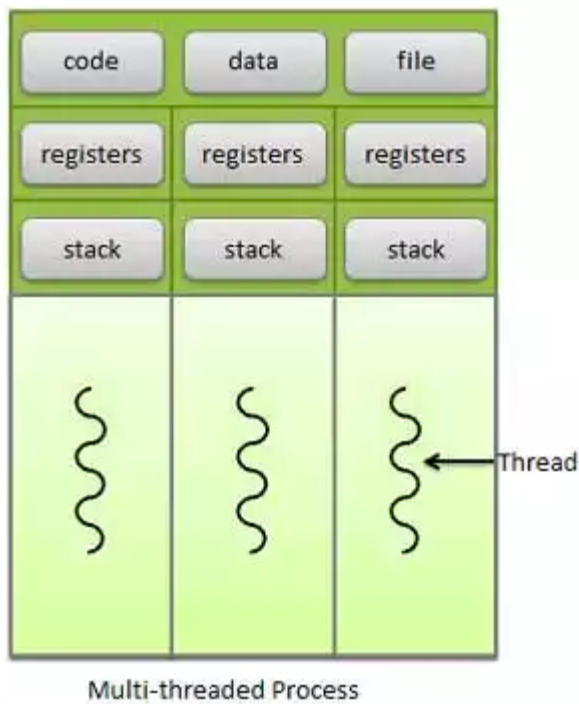 code data file
registers registers registers
stack stack stack
Thread
Multi-threaded Process